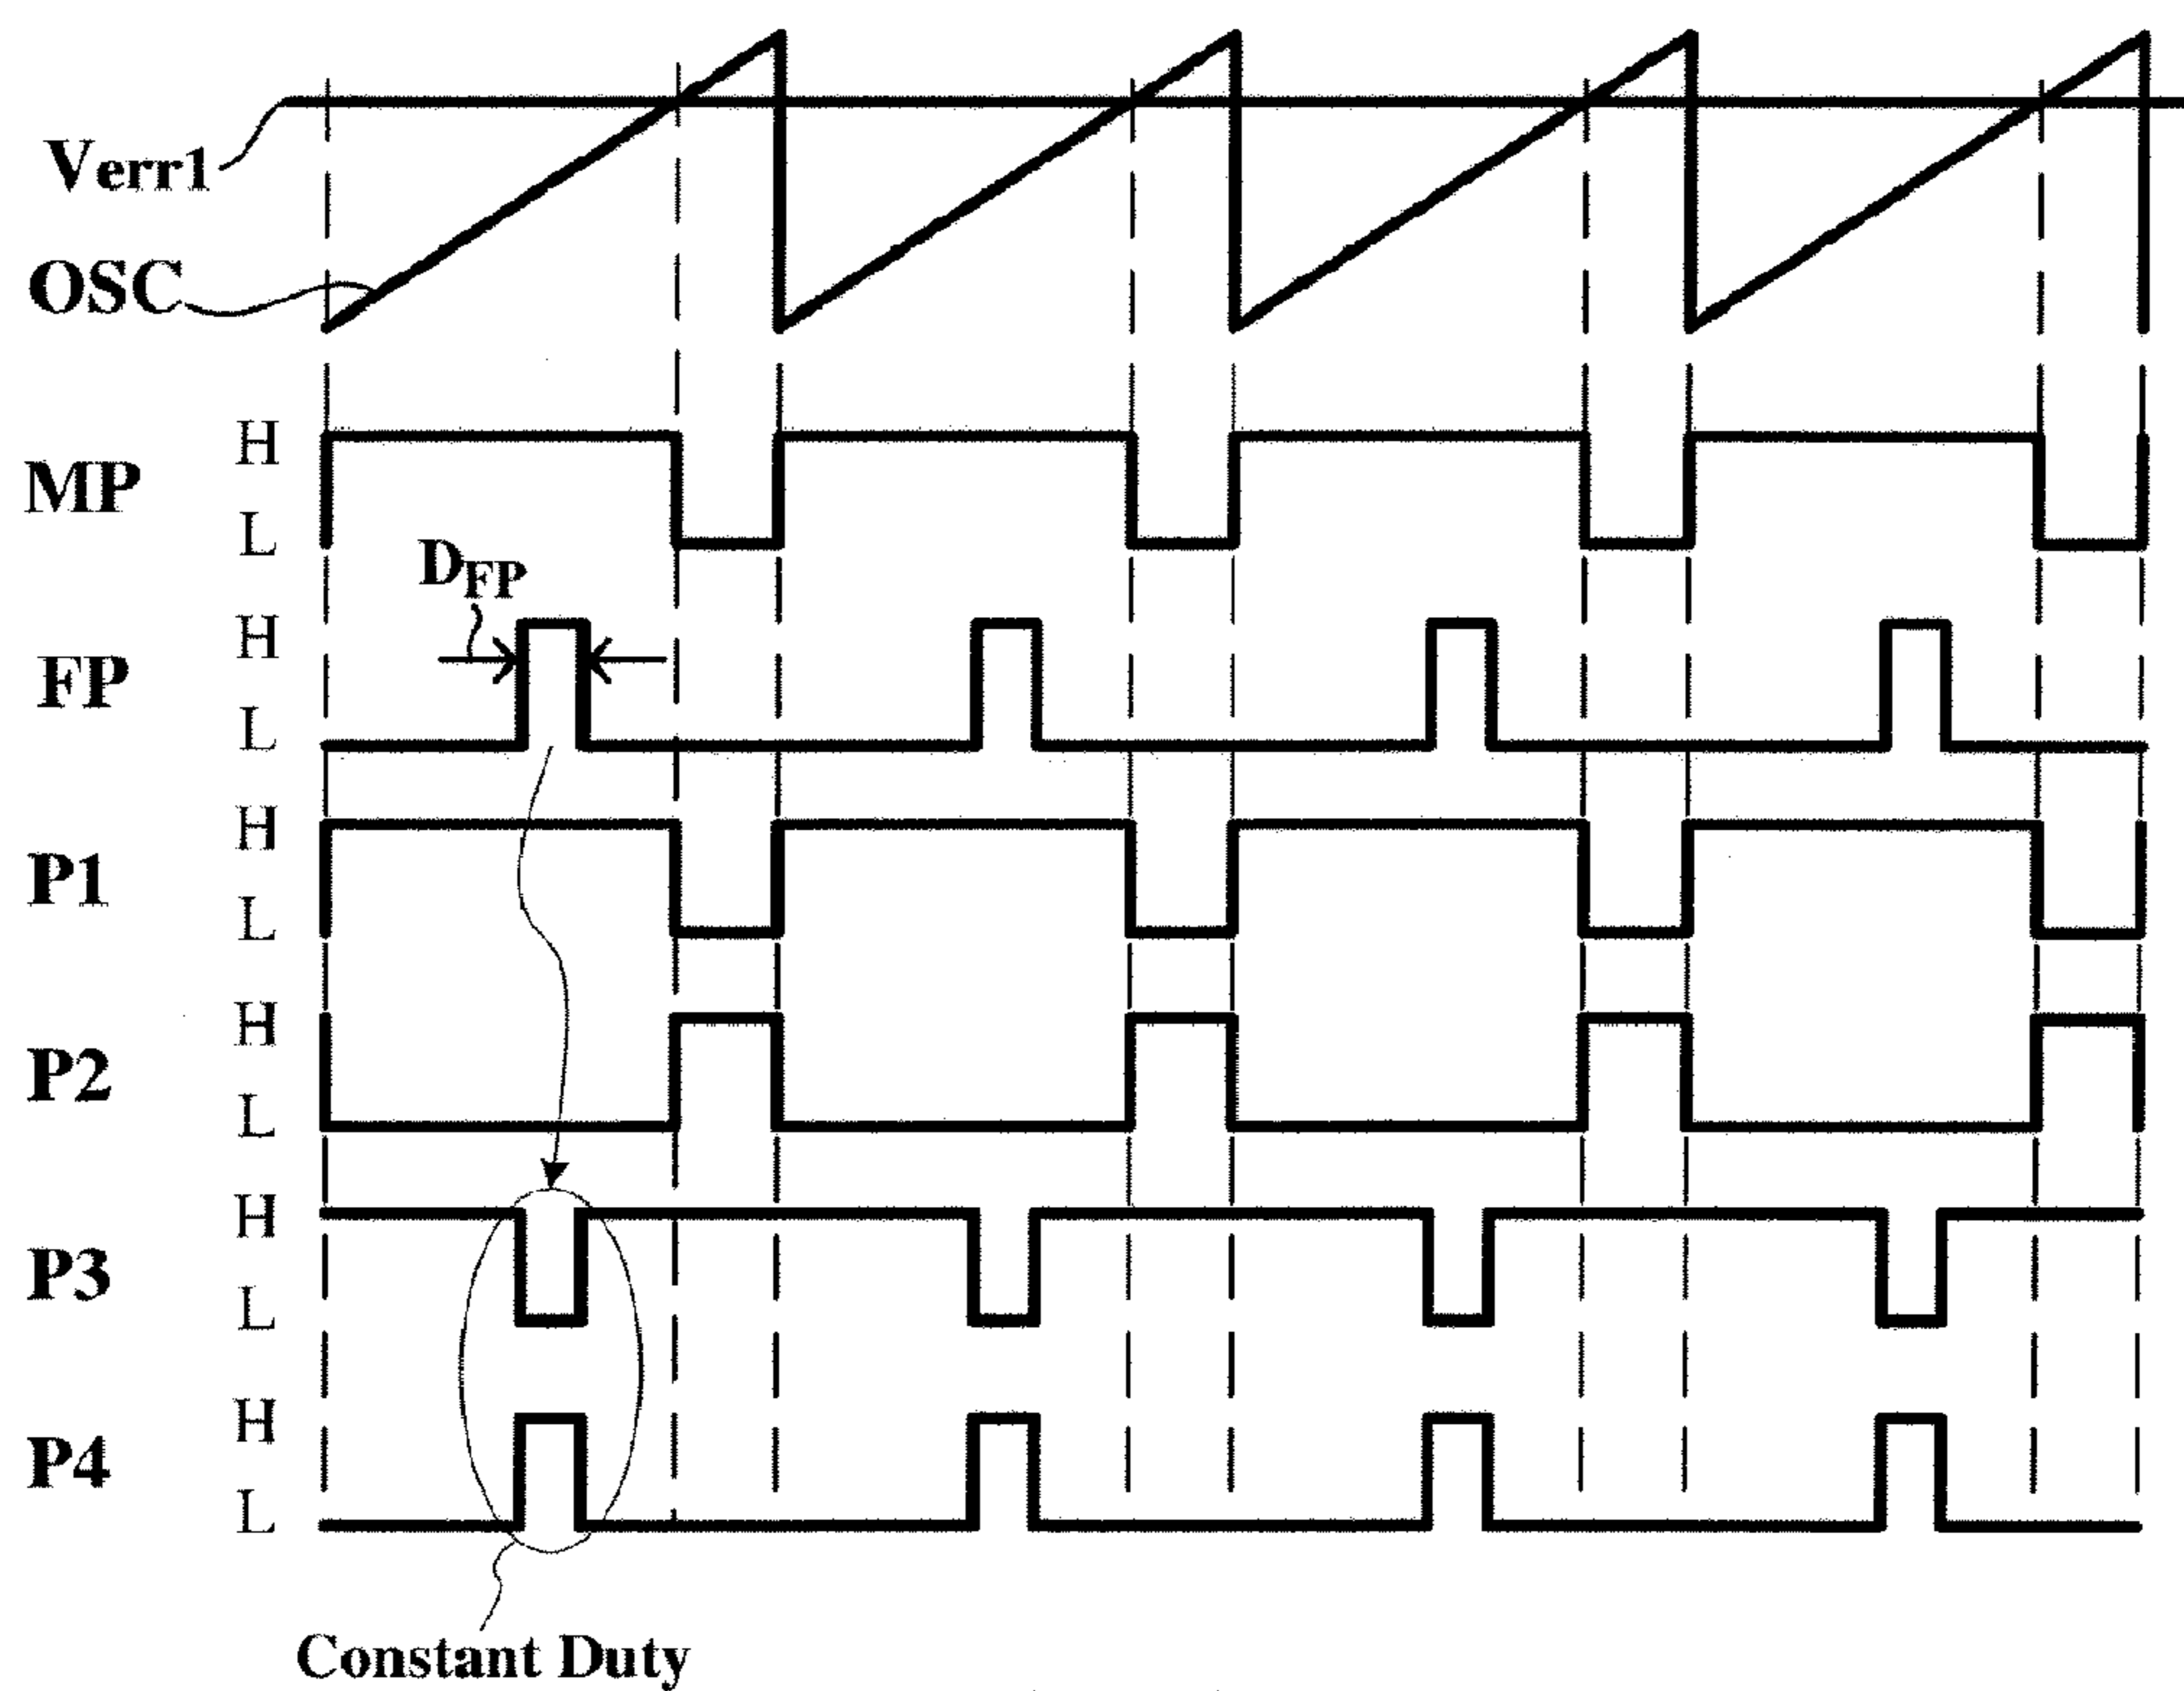 Verr1
OSC
H
MP
L
DFP
H
FP
L
H
P1
L
H
P2
L
H
P3
L
H
P4
L
Constant Duty